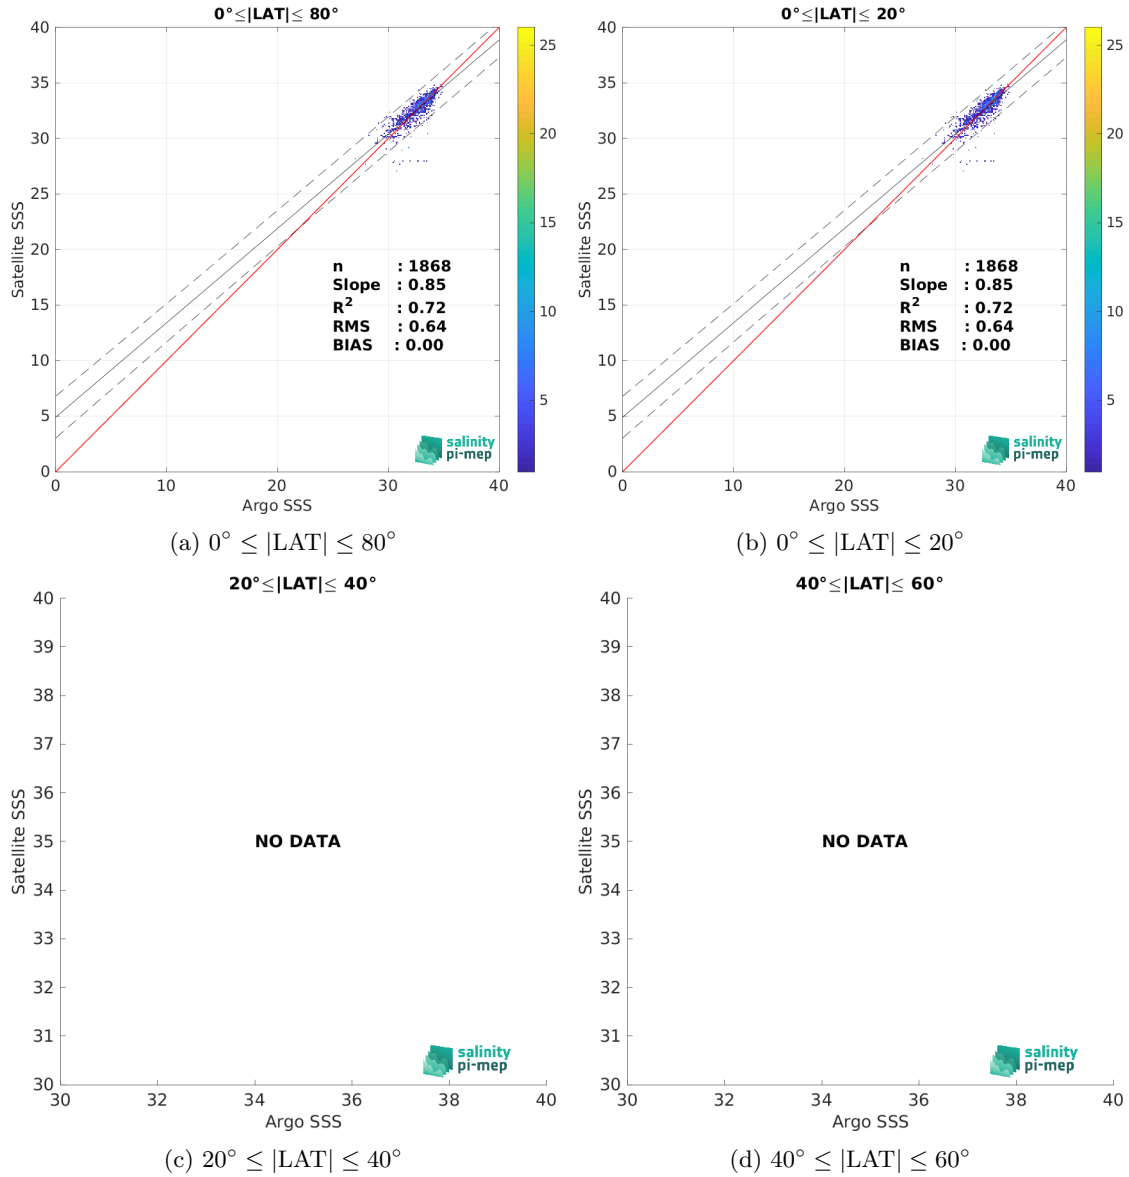 0°≤|LAT|≤ 80°
40
35
30
25
20
15
10
5
0
0
10
20
30
40
Satellite SSS
Argo SSS
n : 1868
Slope : 0.85
R² : 0.72
RMS : 0.64
BIAS : 0.00
salinity
pi-mep
25
20
15
10
5
(a) 0° ≤ |LAT| ≤ 80°
0°≤|LAT|≤ 20°
40
35
30
25
20
15
10
5
0
0
10
20
30
40
Satellite SSS
Argo SSS
n : 1868
Slope : 0.85
R² : 0.72
RMS : 0.64
BIAS : 0.00
salinity
pi-mep
25
20
15
10
5
(b) 0° ≤ |LAT| ≤ 20°
20°≤|LAT|≤ 40°
40
39
38
37
36
35
34
33
32
31
30
30
32
34
36
38
40
Satellite SSS
Argo SSS
NO DATA
salinity
pi-mep
(c) 20° ≤ |LAT| ≤ 40°
40°≤|LAT|≤ 60°
40
39
38
37
36
35
34
33
32
31
30
30
32
34
36
38
40
Satellite SSS
Argo SSS
NO DATA
salinity
pi-mep
(d) 40° ≤ |LAT| ≤ 60°